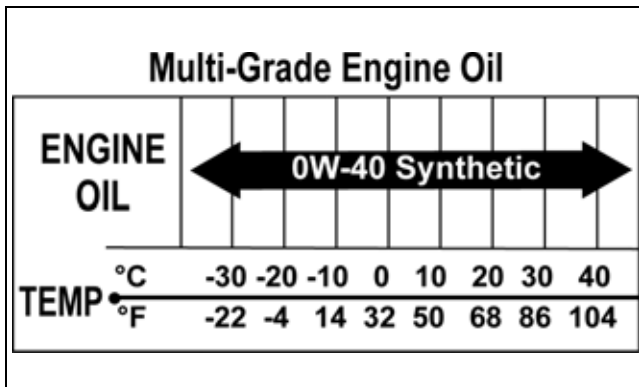 Multi-Grade Engine Oil
ENGINE
OIL
0W-40 Synthetic
°C -30 -20 -10 0 10 20 30 40
TEMP
°F -22 -4 14 32 50 68 86 104